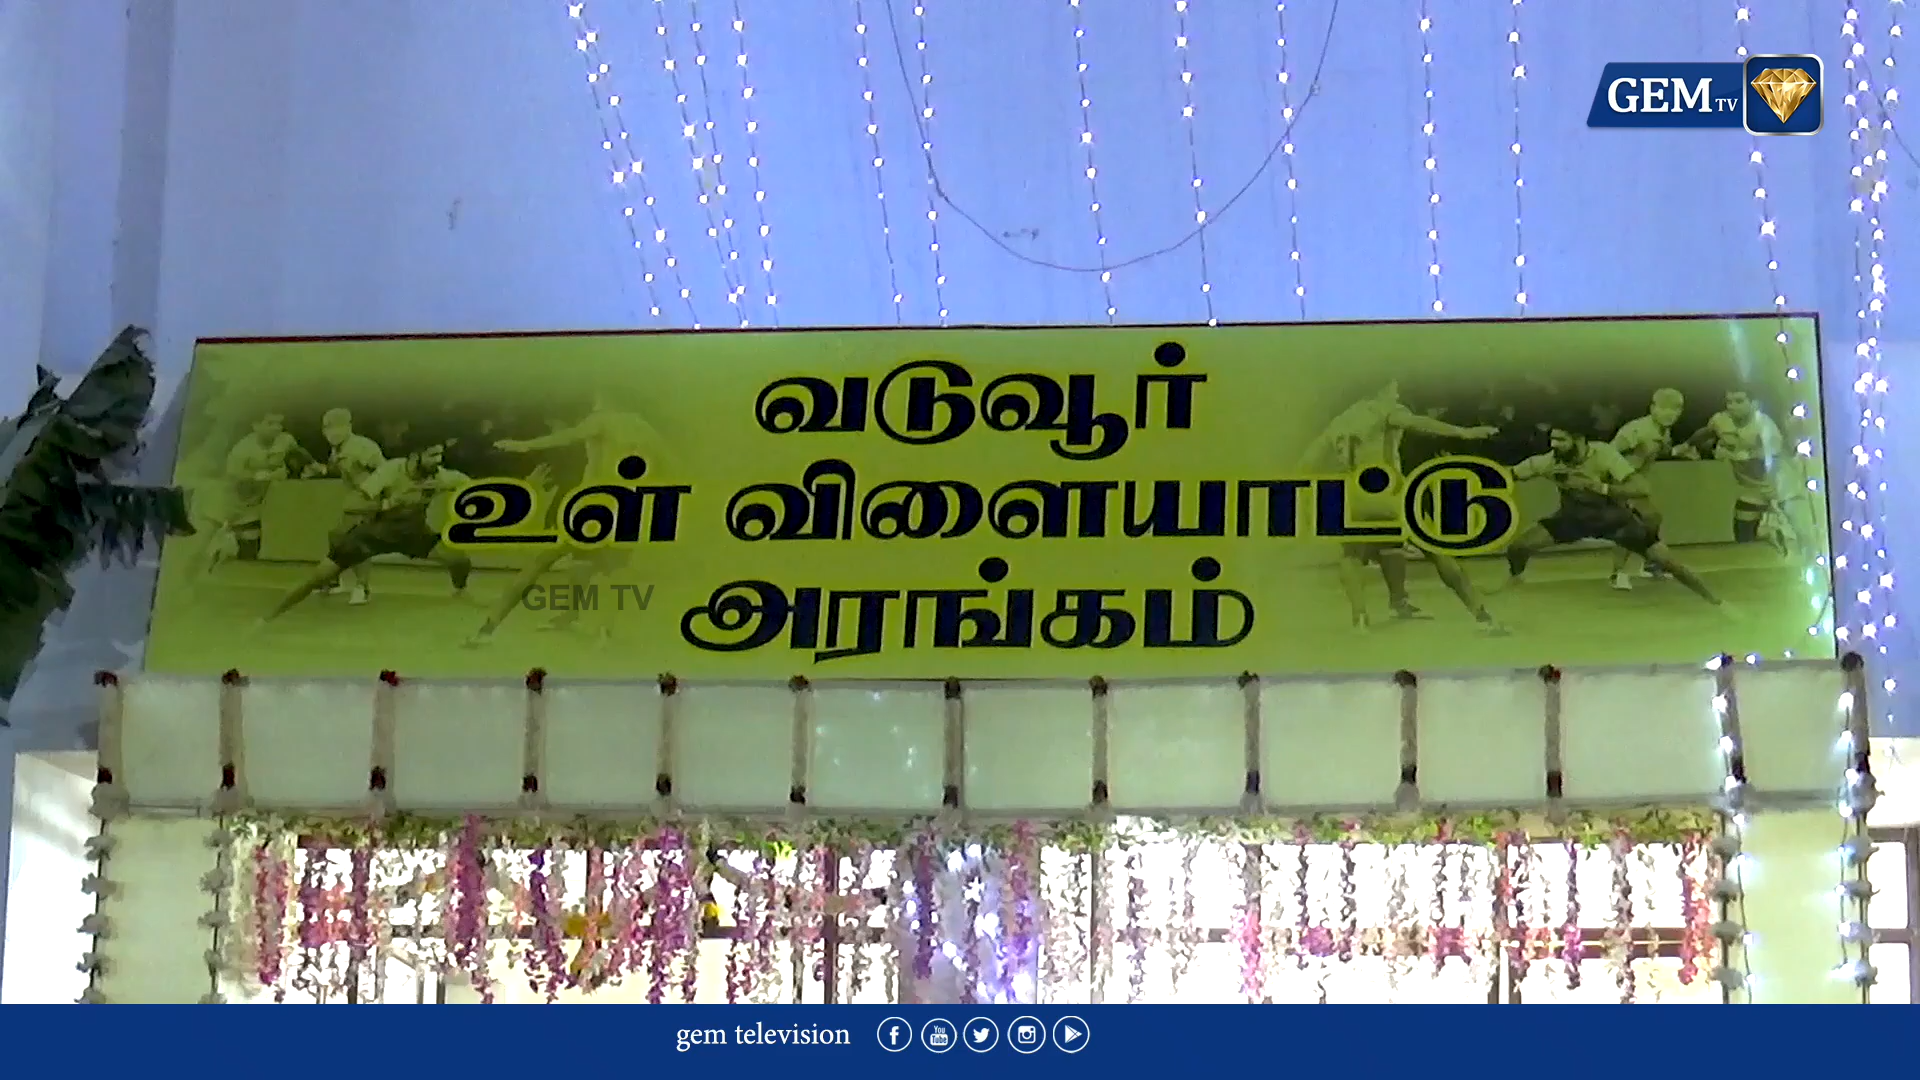 GEM TV
வடுவூர்
உள் விளையாட்டு
அரங்கம்
GEM TV
gem television